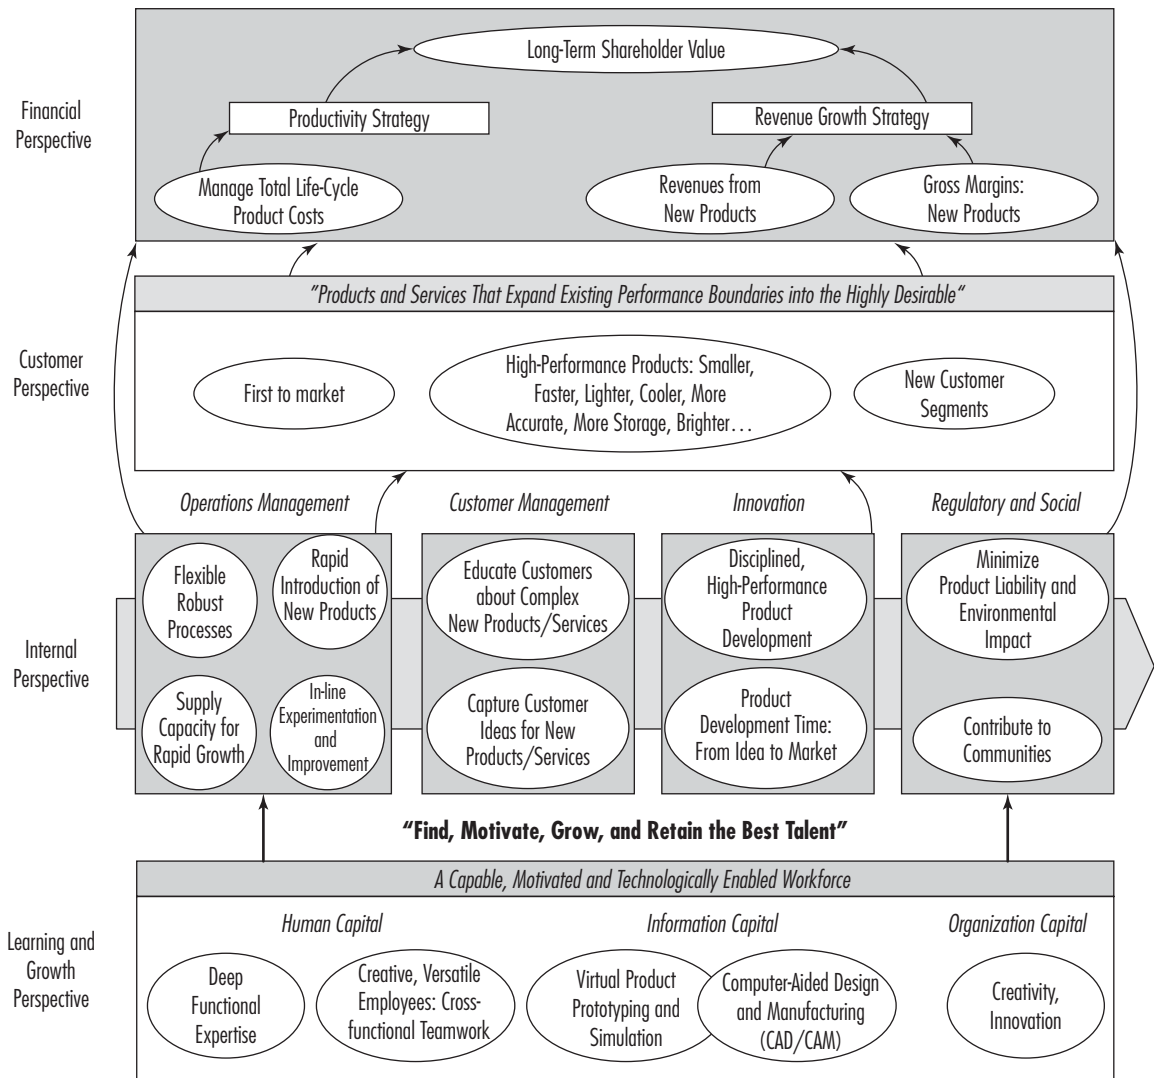 Financial
Perspective
Long-Term Shareholder Value
Productivity Strategy
Revenue Growth Strategy
Manage Total Life-Cycle
Product Costs
Revenues from
New Products
Gross Margins:
New Products
Customer
Perspective
"Products and Services That Expand Existing Performance Boundaries into the Highly Desirable"
First to market
High-Performance Products: Smaller,
Faster, Lighter, Cooler, More
Accurate, More Storage, Brighter…
New Customer
Segments
Internal
Perspective
Operations Management
Flexible
Robust
Processes
Rapid
Introduction of
New Products
Supply
Capacity for
Rapid Growth
In-line
Experimentation
and
Improvement
Customer Management
Educate Customers
about Complex
New Products/Services
Capture Customer
Ideas for New
Products/Services
Innovation
Disciplined,
High-Performance
Product
Development
Product
Development Time:
From Idea to Market
Regulatory and Social
Minimize
Product Liability and
Environmental
Impact
Contribute to
Communities
"Find, Motivate, Grow, and Retain the Best Talent"
Learning and
Growth
Perspective
A Capable, Motivated and Technologically Enabled Workforce
Human Capital
Deep
Functional
Expertise
Creative, Versatile
Employees: Cross-
functional Teamwork
Information Capital
Virtual Product
Prototyping and
Simulation
Computer-Aided Design
and Manufacturing
(CAD/CAM)
Organization Capital
Creativity,
Innovation